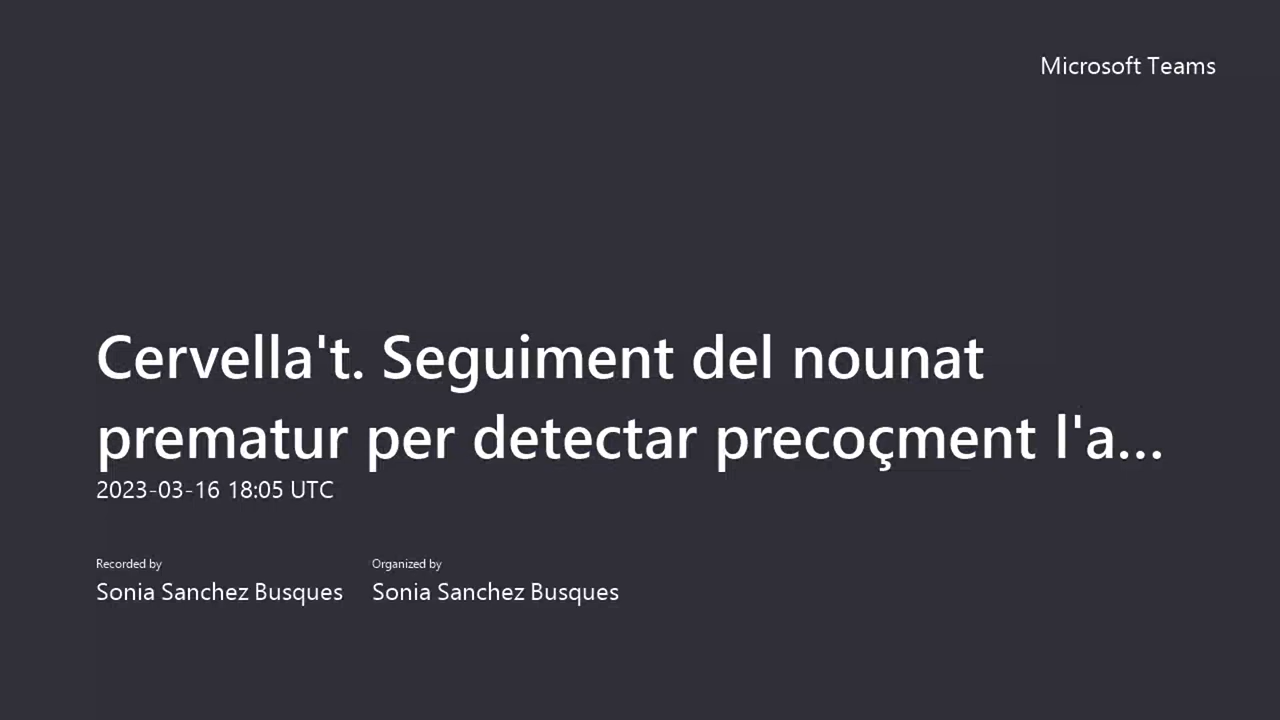 Microsoft Teams
Cervella't. Seguiment del nounat
prematur per detectar precoçment l'a...
2023-03-16 18:05 UTC
Recorded by
Sonia Sanchez Busques
Organized by
Sonia Sanchez Busques